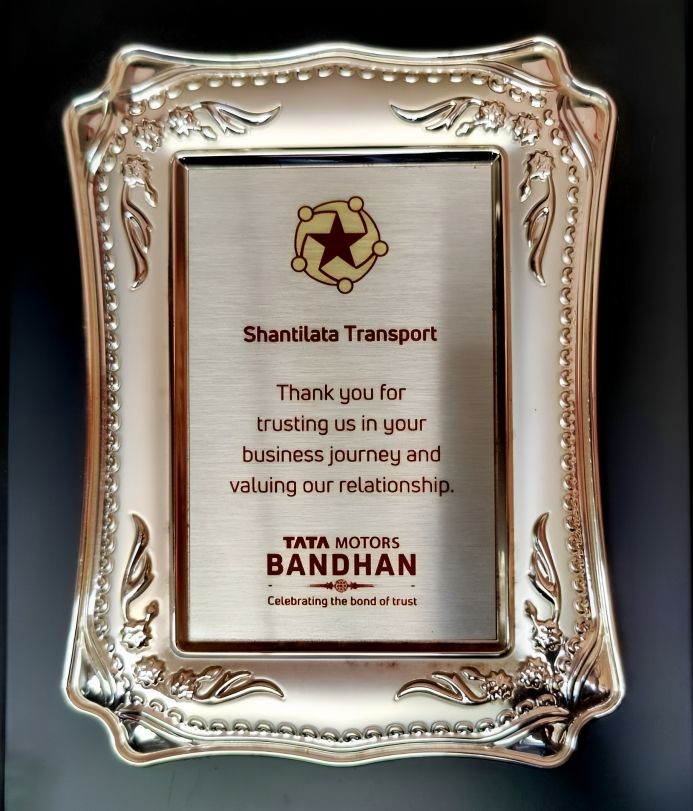 Shantilata Transport
Thank you for
trusting us in your
business journey and
valuing our relationship.
TATA MOTORS
BANDHAN
Celebrating the bond of trust